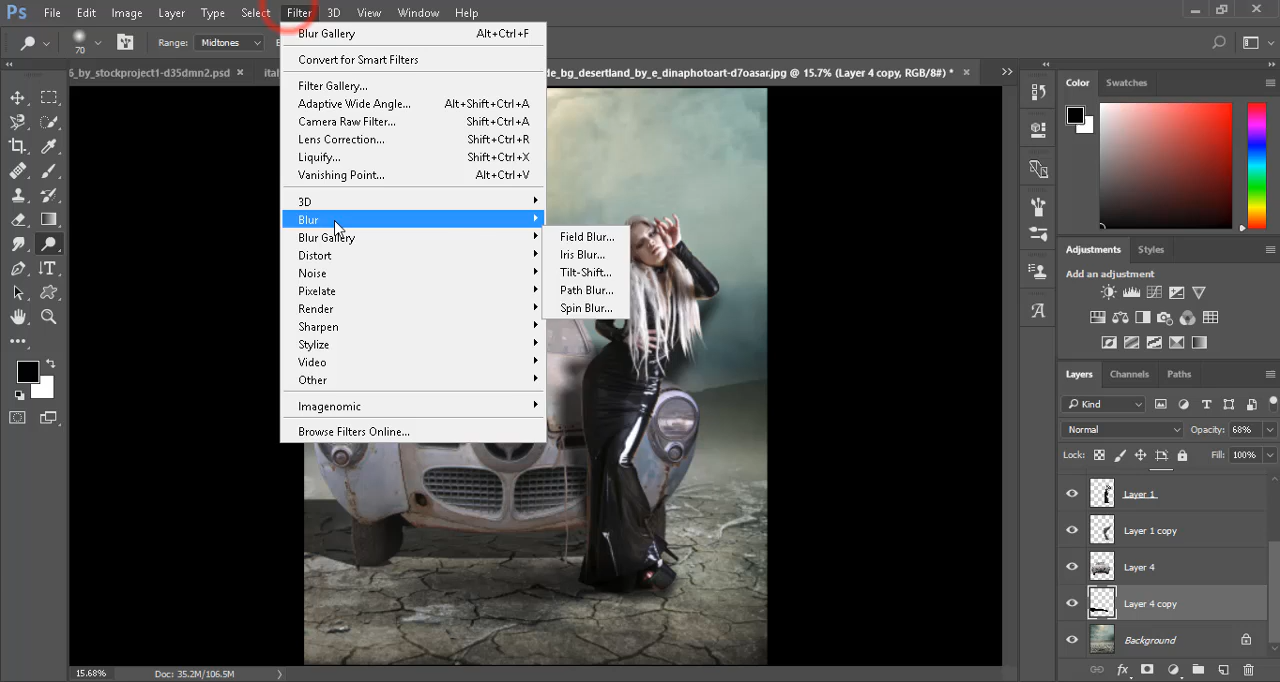 Ps File Edit Image Layer Type Select Filter 3D View Window Help
70 Range: Midtones
6_by_stockproject1-d35dmn2.psd × ital de_bg_desertland_by_e_dinaphotoart-d7oasar.jpg @ 15.7% (Layer 4 copy, RGB/8#) * ×
Blur Gallery Alt+Ctrl+F
Convert for Smart Filters
Filter Gallery...
Adaptive Wide Angle... Alt+Shift+Ctrl+A
Camera Raw Filter... Shift+Ctrl+A
Lens Correction... Shift+Ctrl+R
Liquify... Shift+Ctrl+X
Vanishing Point... Alt+Ctrl+V
3D
Blur
Blur Gallery
Distort
Noise
Pixelate
Render
Sharpen
Stylize
Video
Other
Imagenomic
Browse Filters Online...
Field Blur...
Iris Blur...
Tilt-Shift...
Path Blur...
Spin Blur...
Color Swatches
Adjustments Styles
Add an adjustment
Layers Channels Paths
Kind
Normal Opacity: 68%
Lock: Fill: 100%
Layer 1
Layer 1 copy
Layer 4
Layer 4 copy
Background
15.68% Doc: 35.2M/106.5M